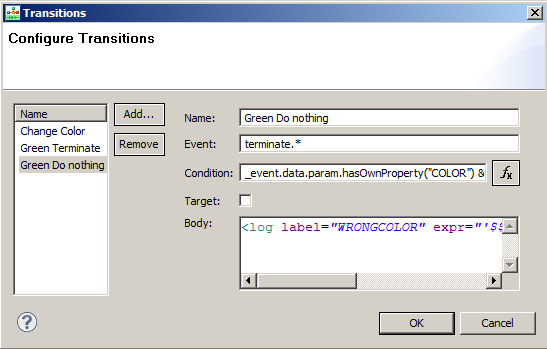 Transitions
Configure Transitions
Name
Change Color
Green Terminate
Green Do nothing
Add...
Remove
Name: Green Do nothing
Event: terminate.*
Condition: _event.data.param.hasOwnProperty("COLOR") &
Target:
Body: <log label="WRONGCOLOR" expr="'$$
OK
Cancel